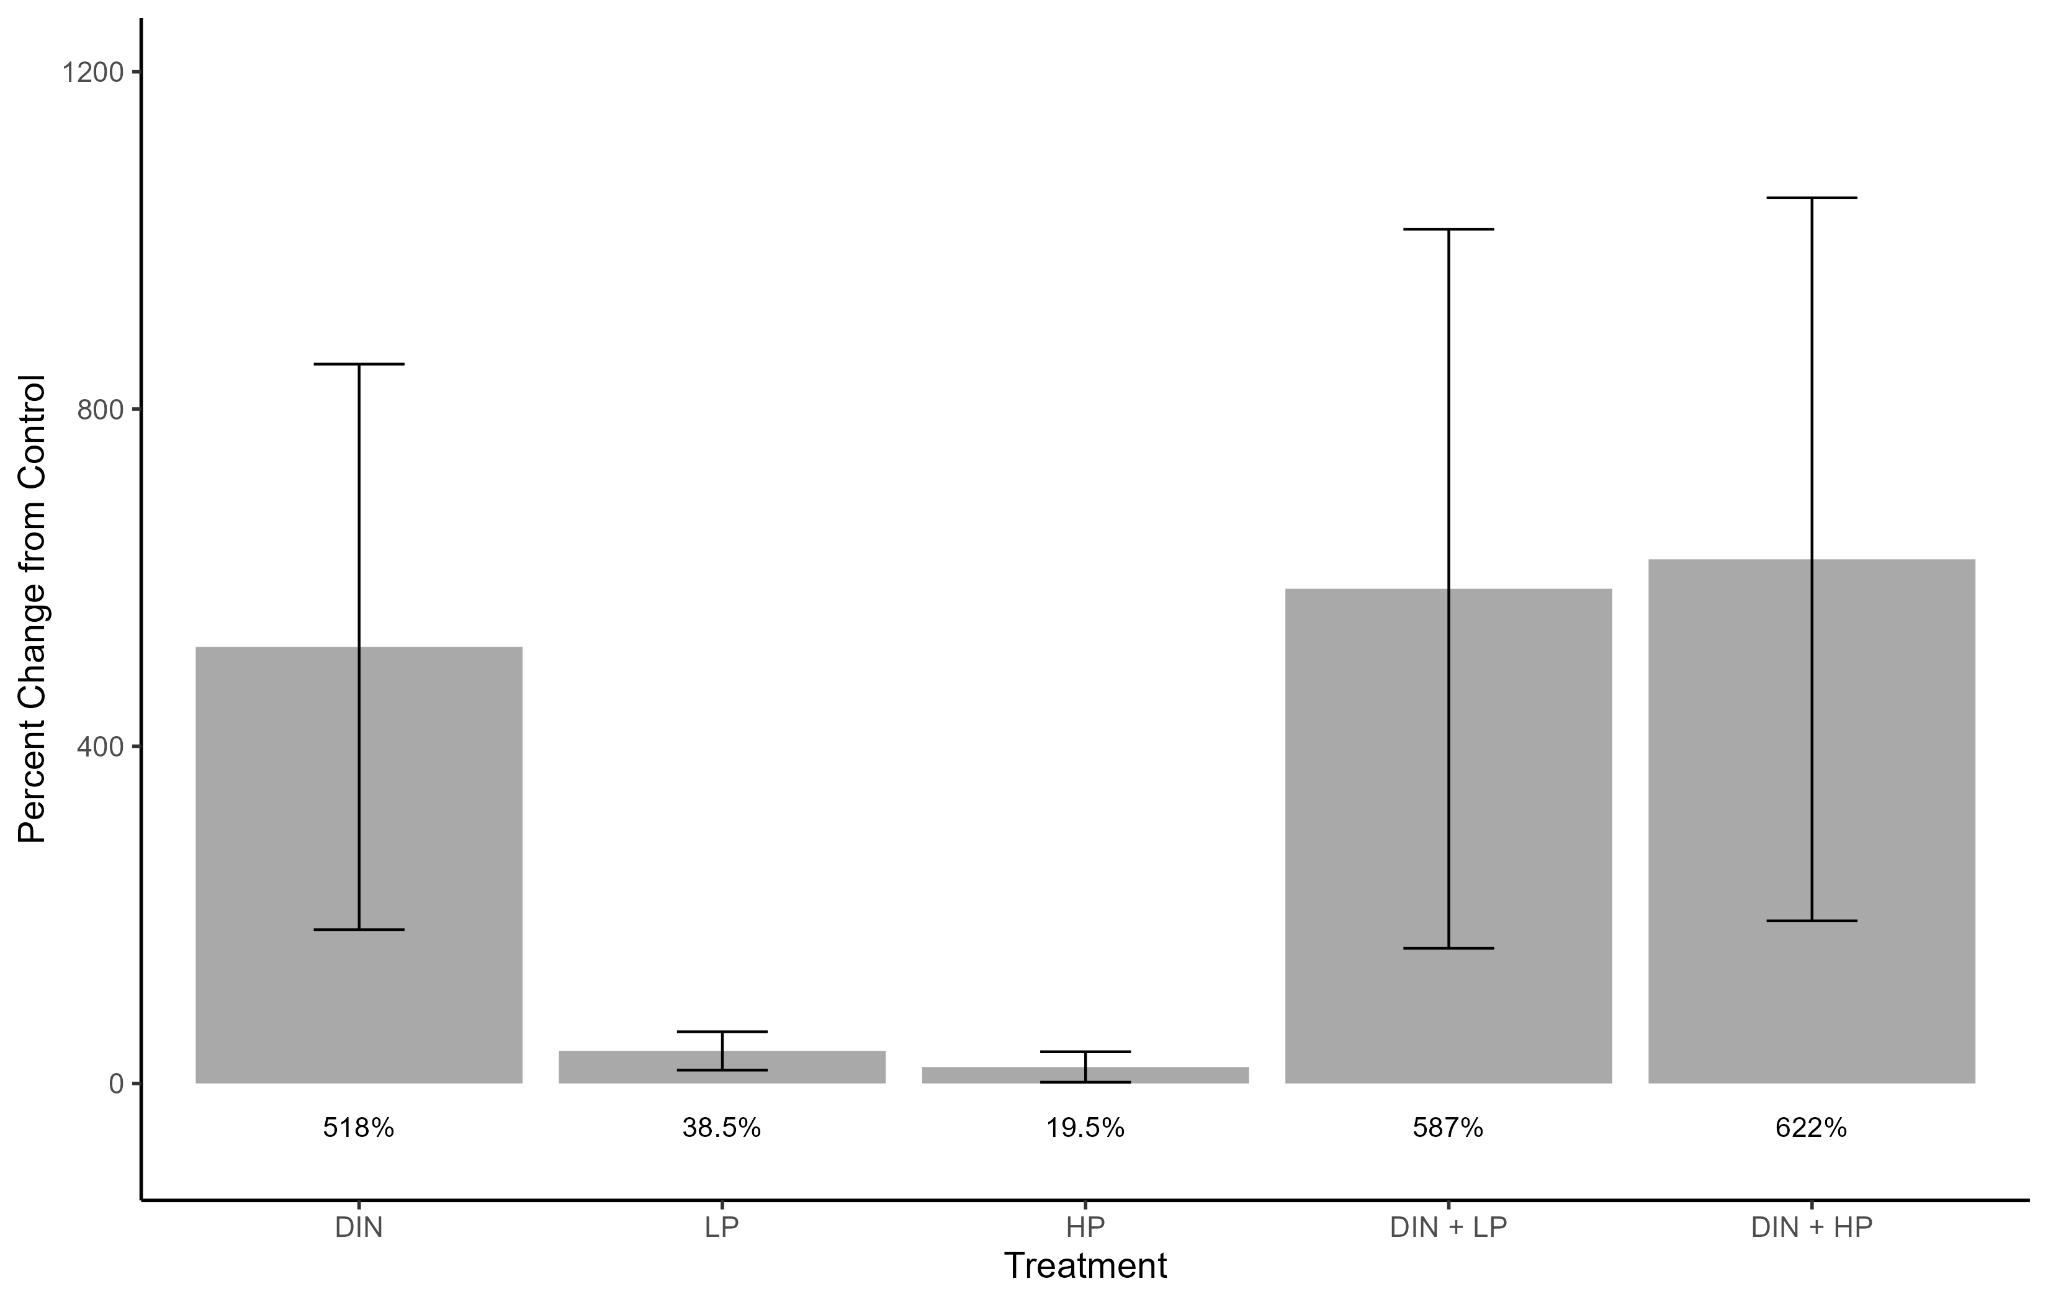 Percent Change from Control
1200
800
400
0
518%
38.5%
19.5%
587%
622%
DIN
LP
HP
DIN + LP
DIN + HP
Treatment